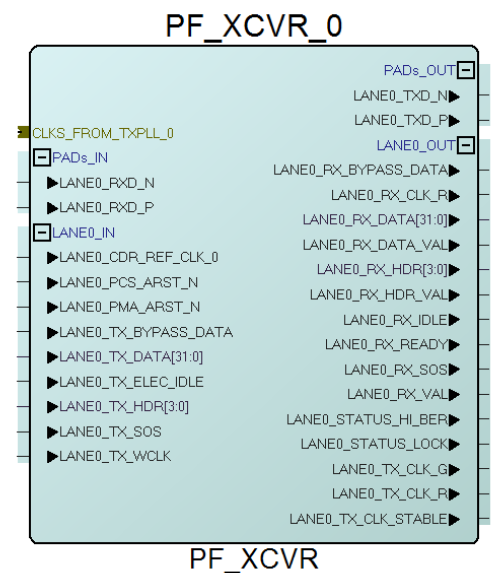 PF_XCVR_0
CLKS_FROM_TXPLL_0
PADs_IN
LANE0_RXD_N
LANE0_RXD_P
LANE0_IN
LANE0_CDR_REF_CLK_0
LANE0_PCS_ARST_N
LANE0_PMA_ARST_N
LANE0_TX_BYPASS_DATA
LANE0_TX_DATA[31:0]
LANE0_TX_ELEC_IDLE
LANE0_TX_HDR[3:0]
LANE0_TX_SOS
LANE0_TX_WCLK
PADs_OUT
LANE0_TXD_N
LANE0_TXD_P
LANE0_OUT
LANE0_RX_BYPASS_DATA
LANE0_RX_CLK_R
LANE0_RX_DATA[31:0]
LANE0_RX_DATA_VAL
LANE0_RX_HDR[3:0]
LANE0_RX_HDR_VAL
LANE0_RX_IDLE
LANE0_RX_READY
LANE0_RX_SOS
LANE0_RX_VAL
LANE0_STATUS_HI_BER
LANE0_STATUS_LOCK
LANE0_TX_CLK_G
LANE0_TX_CLK_R
LANE0_TX_CLK_STABLE
PF_XCVR